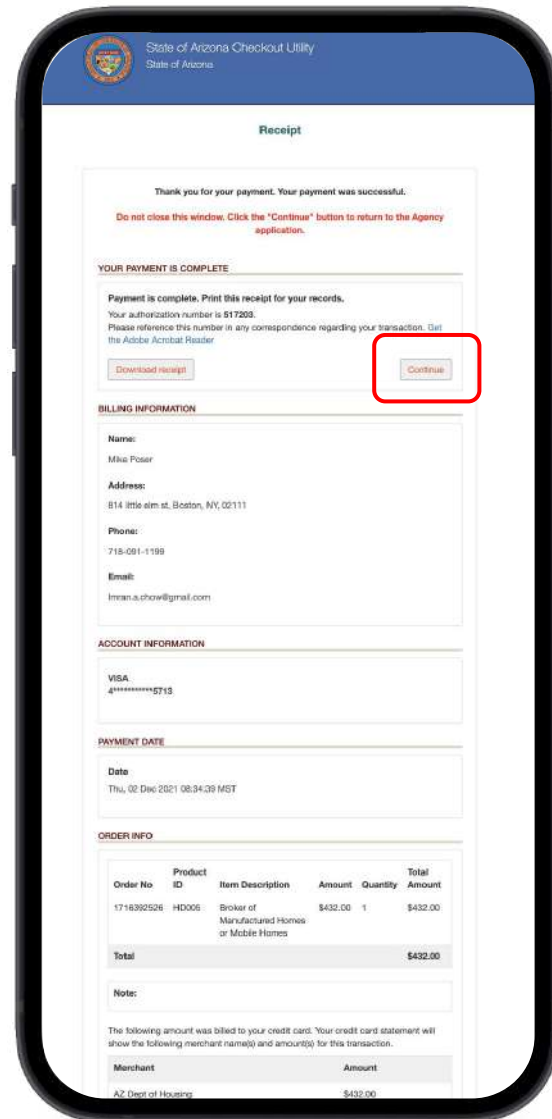 State of Arizona Checkout Utility
State of Arizona
Receipt
Thank you for your payment. Your payment was successful.
Do not close this window. Click the "Continue" button to return to the Agency
application.
YOUR PAYMENT IS COMPLETE
Payment is complete. Print this receipt for your records.
Your authorization number is 517203.
Please reference this number in any correspondence regarding your transaction. Get
the Adobe Acrobat Reader
Download receipt Continue
BILLING INFORMATION
Name:
Mike Poser
Address:
814 little elm st, Boston, NY, 02111
Phone:
718-091-1199
Email:
Imran.a.chow@gmail.com
ACCOUNT INFORMATION
VISA
4***********5713
PAYMENT DATE
Date
Thu, 02 Dec 2021 08:34:39 MST
ORDER INFO
Order No Product ID Item Description Amount Quantity Total Amount
1716392526 HD005 Broker of $432.00 1 $432.00
Manufactured Homes
or Mobile Homes
Total $432.00
Note:
The following amount was billed to your credit card. Your credit card statement will
show the following merchant name(s) and amount(s) for this transaction.
Merchant Amount
AZ Dept of Housing $432.00